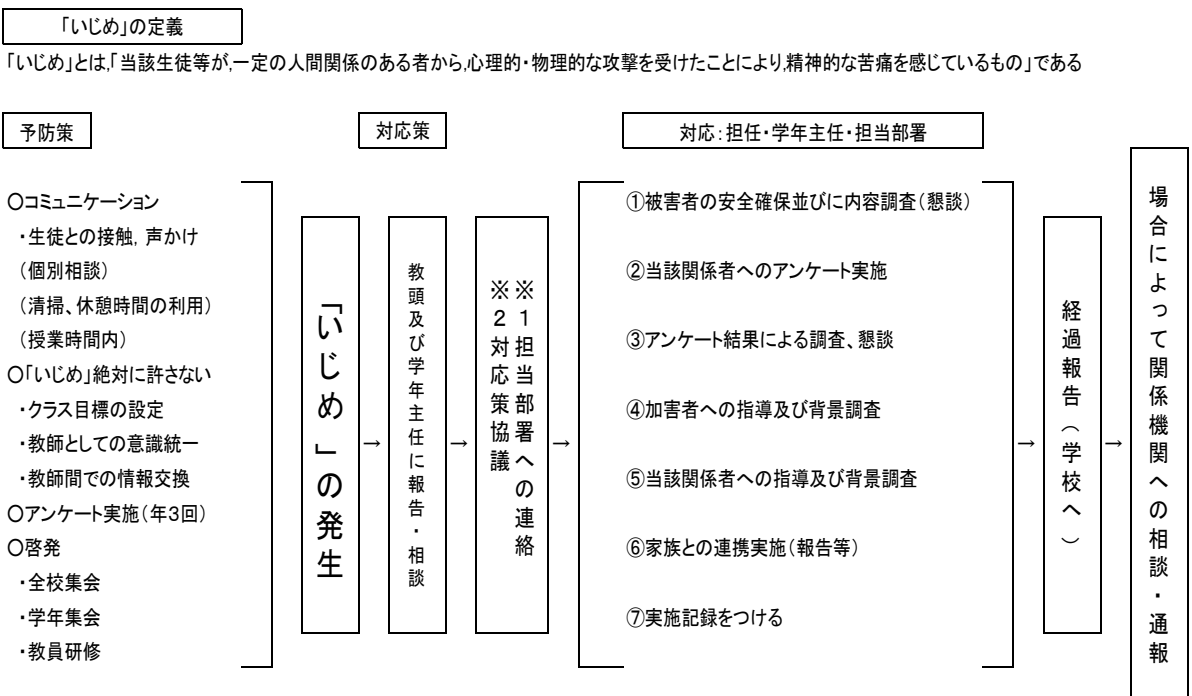 「いじめ」の定義
「いじめ」とは,「当該生徒等が,一定の人間関係のある者から,心理的・物理的な攻撃を受けたことにより,精神的な苦痛を感じているもの」である
予防策
対応策
対応:担任・学年主任・担当部署
〇コミュニケーション
・生徒との接触, 声かけ
(個別相談)
(清掃、休憩時間の利用)
(授業時間内)
〇「いじめ」絶対に許さない
・クラス目標の設定
・教師としての意識統一
・教師間での情報交換
〇アンケート実施(年3回)
〇啓発
・全校集会
・学年集会
・教員研修
「いじめ」の発生
→
教頭及び学年主任に報告・相談
→
※1担当部署への連絡
※2対応策協議
→
①被害者の安全確保並びに内容調査(懇談)
②当該関係者へのアンケート実施
③アンケート結果による調査、懇談
④加害者への指導及び背景調査
⑤当該関係者への指導及び背景調査
⑥家族との連携実施(報告等)
⑦実施記録をつける
→
経過報告(学校へ)
→
場合によって関係機関への相談・通報